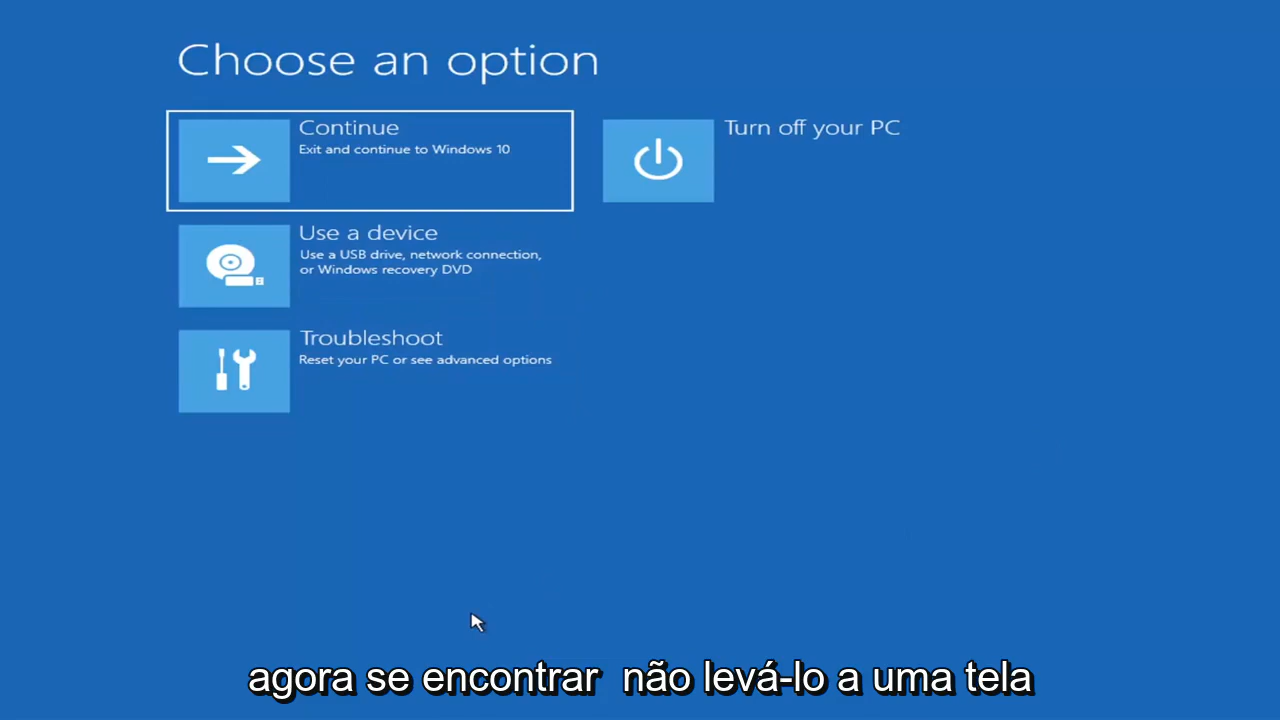 Choose an option
Continue
Exit and continue to Windows 10
Turn off your PC
Use a device
Use a USB drive, network connection,
or Windows recovery DVD
Troubleshoot
Reset your PC or see advanced options
agora se encontrar não levá-lo a uma tela